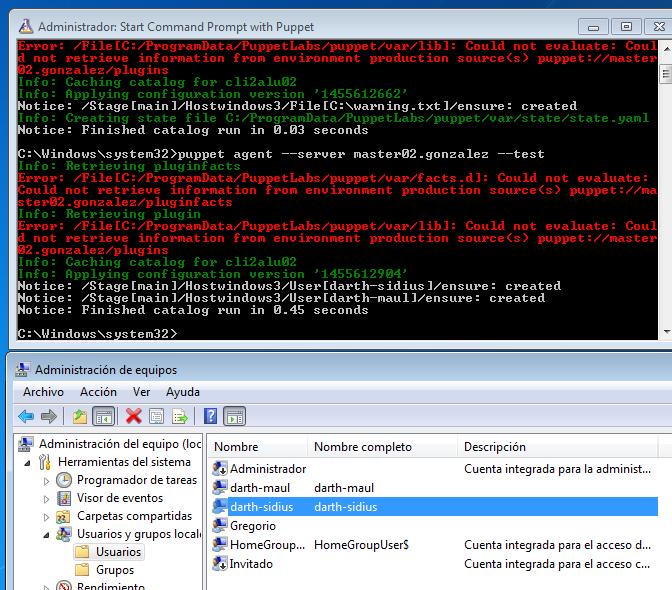 Administrador: Start Command Prompt with Puppet
Error: /File[C:/ProgramData/PuppetLabs/puppet/var/lib]: Could not evaluate: Coul
d not retrieve information from environment production source(s) puppet://master
02.gonzalez/plugins
Info: Caching catalog for cli2alu02
Info: Applying configuration version '1455612662'
Notice: /Stage[main]/Hostwindows3/File[C:\warning.txt]/ensure: created
Info: Creating state file C:/ProgramData/PuppetLabs/puppet/var/state/state.yaml
Notice: Finished catalog run in 0.03 seconds
C:\Windows\system32>puppet agent --server master02.gonzalez --test
Info: Retrieving pluginfacts
Error: /File[C:/ProgramData/PuppetLabs/puppet/var/facts.d]: Could not evaluate:
Could not retrieve information from environment production source(s) puppet://ma
ster02.gonzalez/pluginfacts
Info: Retrieving plugin
Error: /File[C:/ProgramData/PuppetLabs/puppet/var/lib]: Could not evaluate: Coul
d not retrieve information from environment production source(s) puppet://master
02.gonzalez/plugins
Info: Caching catalog for cli2alu02
Info: Applying configuration version '1455612904'
Notice: /Stage[main]/Hostwindows3/User[darth-sidius]/ensure: created
Notice: /Stage[main]/Hostwindows3/User[darth-maul]/ensure: created
Notice: Finished catalog run in 0.45 seconds
C:\Windows\system32>
Administración de equipos
Archivo Acción Ver Ayuda
Administración del equipo (loc
Herramientas del sistema
Programador de tareas
Visor de eventos
Carpetas compartidas
Usuarios y grupos locale
Usuarios
Grupos
Rendimiento
Nombre Nombre completo Descripción
Administrador Cuenta integrada para la administ...
darth-maul darth-maul
darth-sidius darth-sidius
Gregorio
HomeGroup... HomeGroupUser$ Cuenta integrada para el acceso d...
Invitado Cuenta integrada para el acceso c...